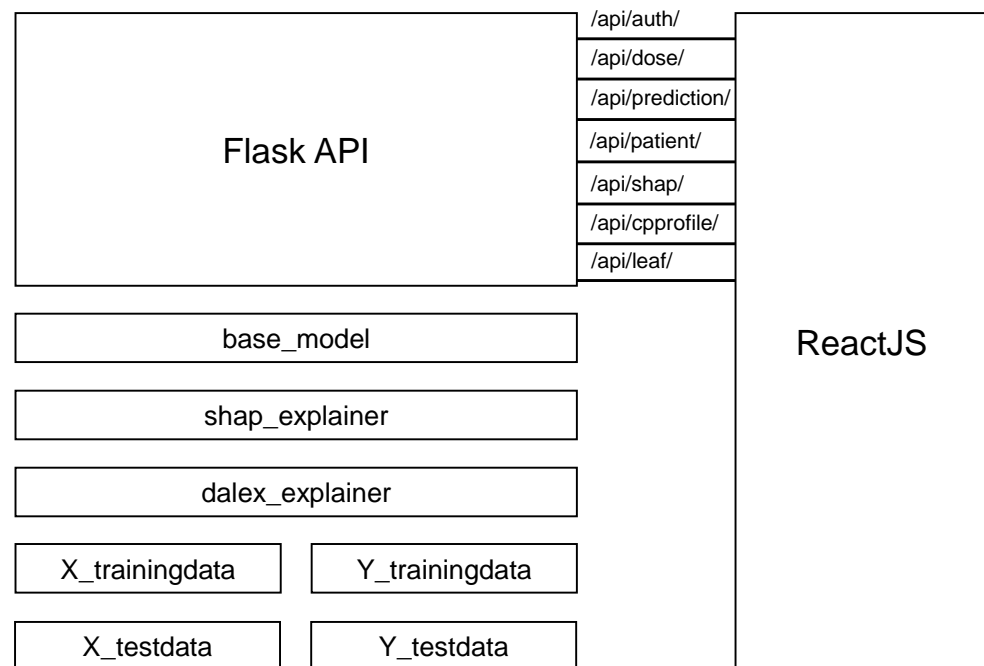 /api/auth/
/api/dose/
/api/prediction/
Flask API
/api/patient/
/api/shap/
/api/cpprofile/
/api/leaf/
base_model
ReactJS
shap_explainer
dalex_explainer
X_trainingdata
Y_trainingdata
X_testdata
Y_testdata